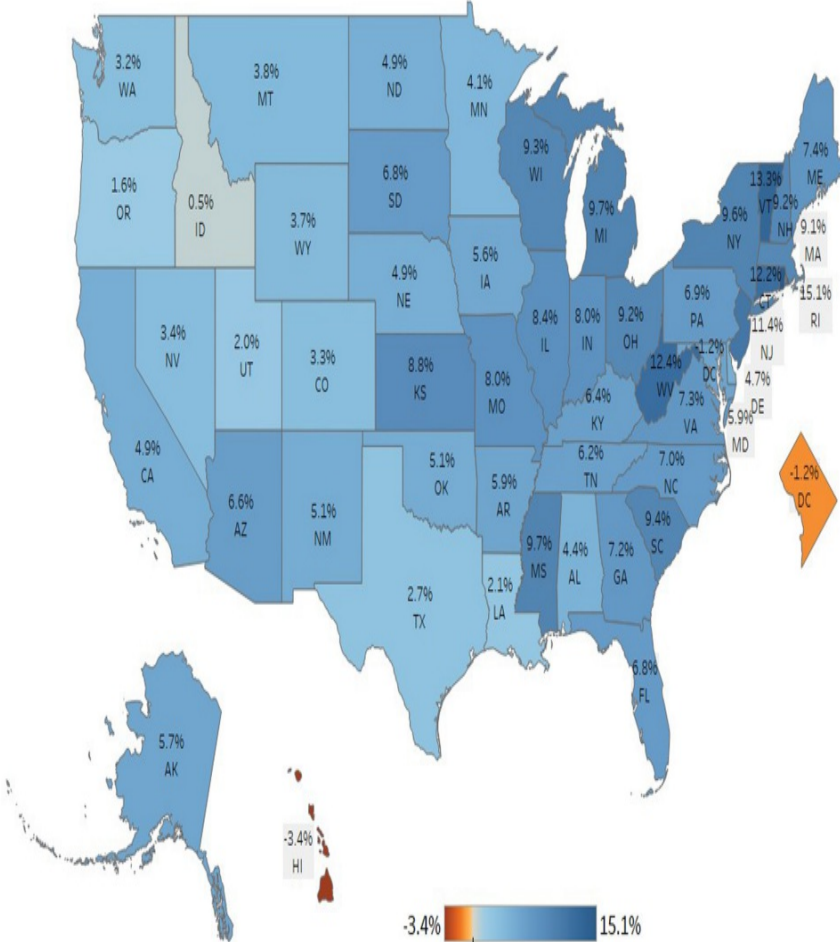 3.2%
WA
3.8%
MT
4.9%
ND
4.1%
MN
9.3%
WI
9.7%
MI
7.4%
ME
13.3%
VT
9.2%
NH
9.6%
NY
9.1%
MA
1.6%
OR
0.5%
ID
3.7%
WY
6.8%
SD
5.6%
IA
4.9%
NE
12.2%
CT
15.1%
RI
6.9%
PA
11.4%
NJ
3.4%
NV
2.0%
UT
3.3%
CO
8.8%
KS
8.0%
MO
8.4%
IL
8.0%
IN
9.2%
OH
12.4%
WV
-1.2%
DC
4.7%
DE
7.3%
VA
5.9%
MD
6.4%
KY
4.9%
CA
6.6%
AZ
5.1%
NM
5.1%
OK
5.9%
AR
6.2%
TN
7.0%
NC
-1.2%
DC
9.4%
SC
9.7%
MS
4.4%
AL
7.2%
GA
2.7%
TX
2.1%
LA
6.8%
FL
5.7%
AK
-3.4%
HI
-3.4% 15.1%